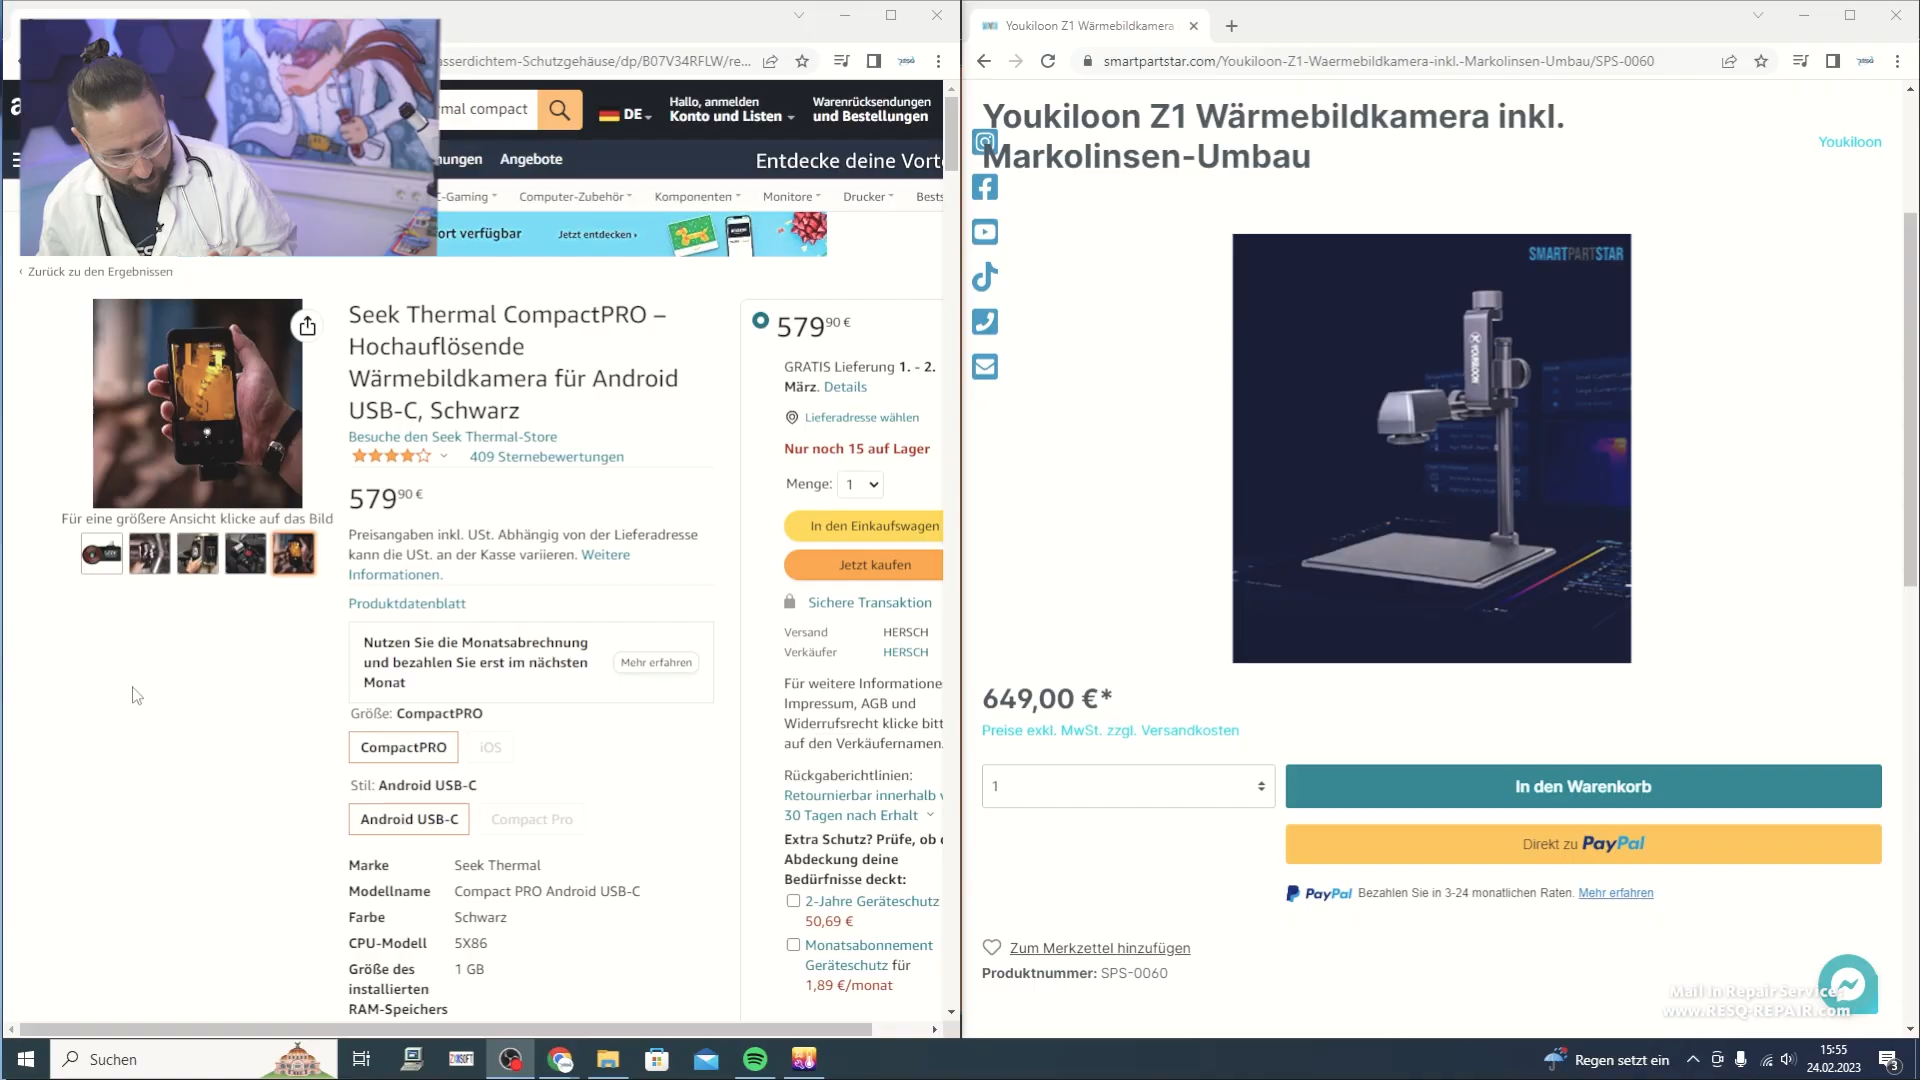 asserdichtem-Schutzgehäuse/dp/B07V34RFLW/re...
a
mal compact
DE
Hallo, anmelden
Konto und Listen
Warenrücksendungen
und Bestellungen
nungen
Angebote
Entdecke deine Vort
C-Gaming
Computer-Zubehör
Komponenten
Monitore
Drucker
Bests
ort verfügbar
Jetzt entdecken ›
‹ Zurück zu den Ergebnissen
Für eine größere Ansicht klicke auf das Bild
Seek Thermal CompactPRO –
Hochauflösende
Wärmebildkamera für Android
USB-C, Schwarz
Besuche den Seek Thermal-Store
409 Sternebewertungen
579 90 €
Preisangaben inkl. USt. Abhängig von der Lieferadresse
kann die USt. an der Kasse variieren. Weitere
Informationen.
Produktdatenblatt
Nutzen Sie die Monatsabrechnung
und bezahlen Sie erst im nächsten
Monat
Mehr erfahren
Größe: CompactPRO
CompactPRO
iOS
Stil: Android USB-C
Android USB-C
Compact Pro
Marke Seek Thermal
Modellname Compact PRO Android USB-C
Farbe Schwarz
CPU-Modell 5X86
Größe des 1 GB
installierten
RAM-Speichers
579 90 €
GRATIS Lieferung 1. - 2.
März. Details
Lieferadresse wählen
Nur noch 15 auf Lager
Menge: 1
In den Einkaufswagen
Jetzt kaufen
Sichere Transaktion
Versand HERSCH
Verkäufer HERSCH
Für weitere Informatione
Impressum, AGB und
Widerrufsrecht klicke bitt
auf den Verkäufernamen.
Rückgaberichtlinien:
Retournierbar innerhalb v
30 Tagen nach Erhalt
Extra Schutz? Prüfe, ob d
Abdeckung deine
Bedürfnisse deckt:
2-Jahre Geräteschutz
50,69 €
Monatsabonnement
Geräteschutz für
1,89 €/monat
Youkiloon Z1 Wärmebildkamera
smartpartstar.com/Youkiloon-Z1-Waermebildkamera-inkl.-Markolinsen-Umbau/SPS-0060
Youkiloon Z1 Wärmebildkamera inkl.
Markolinsen-Umbau
Youkiloon
SMARTPARTSTAR
YOUKILOON
649,00 €*
Preise exkl. MwSt. zzgl. Versandkosten
1
In den Warenkorb
Direkt zu PayPal
PayPal Bezahlen Sie in 3-24 monatlichen Raten. Mehr erfahren
Zum Merkzettel hinzufügen
Produktnummer: SPS-0060
Mail In Repair Service:
www.RESQ-REPAIR.com
Suchen
Regen setzt ein
15:55
24.02.2023
3